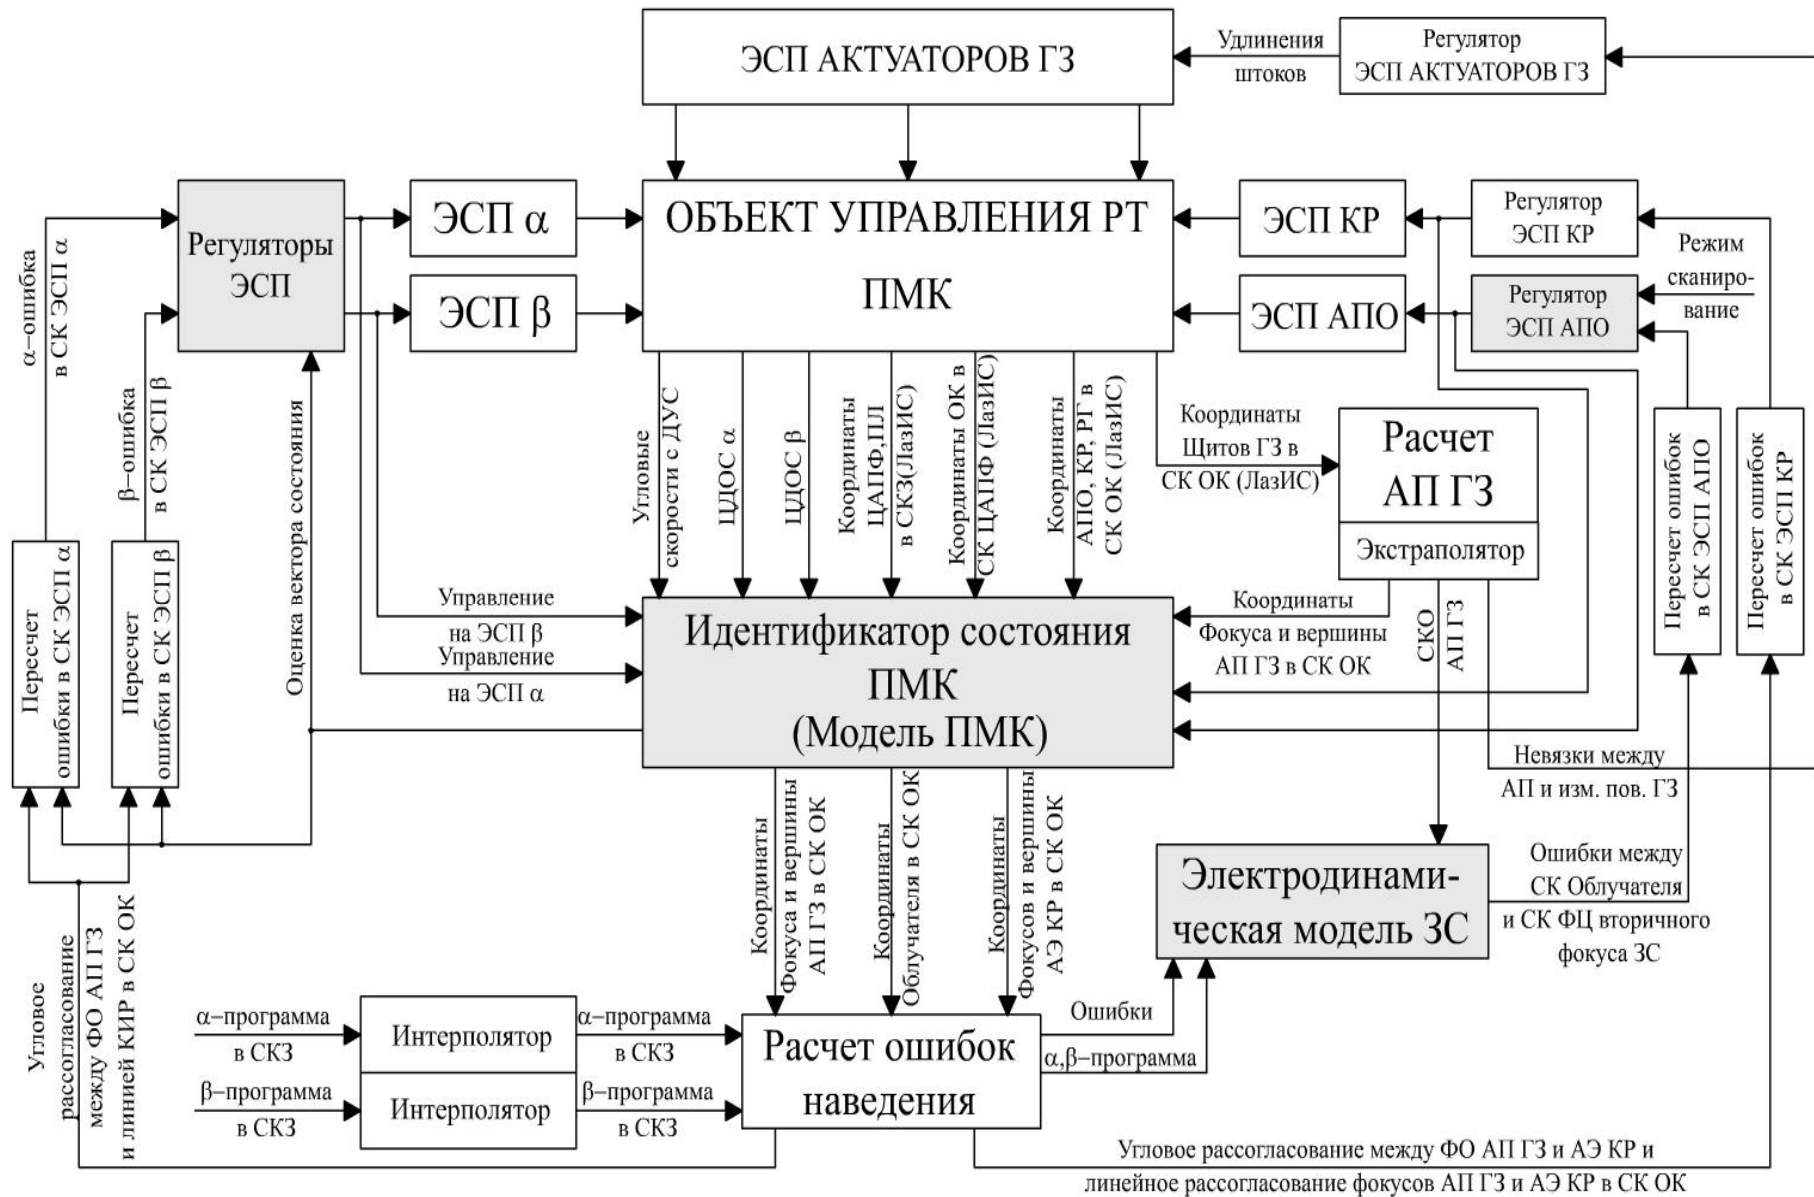 ЭСП АКТУАТОРОВ ГЗ
Удлинения
штоков
Регулятор
ЭСП АКТУАТОРОВ ГЗ
Регуляторы
ЭСП
ЭСП α
ЭСП β
ОБЪЕКТ УПРАВЛЕНИЯ РТ
ПМК
ЭСП КР
ЭСП АПО
Регулятор
ЭСП КР
Регулятор
ЭСП АПО
Режим
сканиро-
вание
α–ошибка
в СК ЭСП α
β–ошибка
в СК ЭСП β
Оценка вектора состояния
Угловые
скорости с ДУС
ЦДОС α
ЦДОС β
Координаты
ЦАПФ,ПЛ
в СКЗ(ЛазИС)
Координаты ОК в
СК ЦАПФ (ЛазИС)
Координаты
АПО, КР, РГ в
СК ОК (ЛазИС)
Координаты
Щитов ГЗ в
СК ОК (ЛазИС)
Расчет
АП ГЗ
Экстраполятор
Пересчет ошибок
в СК ЭСП АПО
Пересчет ошибок
в СК ЭСП КР
Пересчет
ошибки в СК ЭСП α
Пересчет
ошибки в СК ЭСП β
Управление
на ЭСП β
Управление
на ЭСП α
Идентификатор состояния
ПМК
(Модель ПМК)
Координаты
Фокуса и вершины
АП ГЗ в СК ОК
СКО
АП ГЗ
Невязки между
АП и изм. пов. ГЗ
Координаты
Фокуса и вершины
АП ГЗ в СК ОК
Координаты
Облучателя в СК ОК
Координаты
Фокусов и вершины
АЭ КР в СК ОК
Электродинами-
ческая модель ЗС
Ошибки между
СК Облучателя
и СК ФЦ вторичного
фокуса ЗС
Угловое
рассогласование
между ФО АП ГЗ
и линией КИР в СК ОК
α–программа
в СКЗ
β–программа
в СКЗ
Интерполятор
Интерполятор
α–программа
в СКЗ
β–программа
в СКЗ
Расчет ошибок
наведения
Ошибки
α,β–программа
Угловое рассогласование между ФО АП ГЗ и АЭ КР и
линейное рассогласование фокусов АП ГЗ и АЭ КР в СК ОК